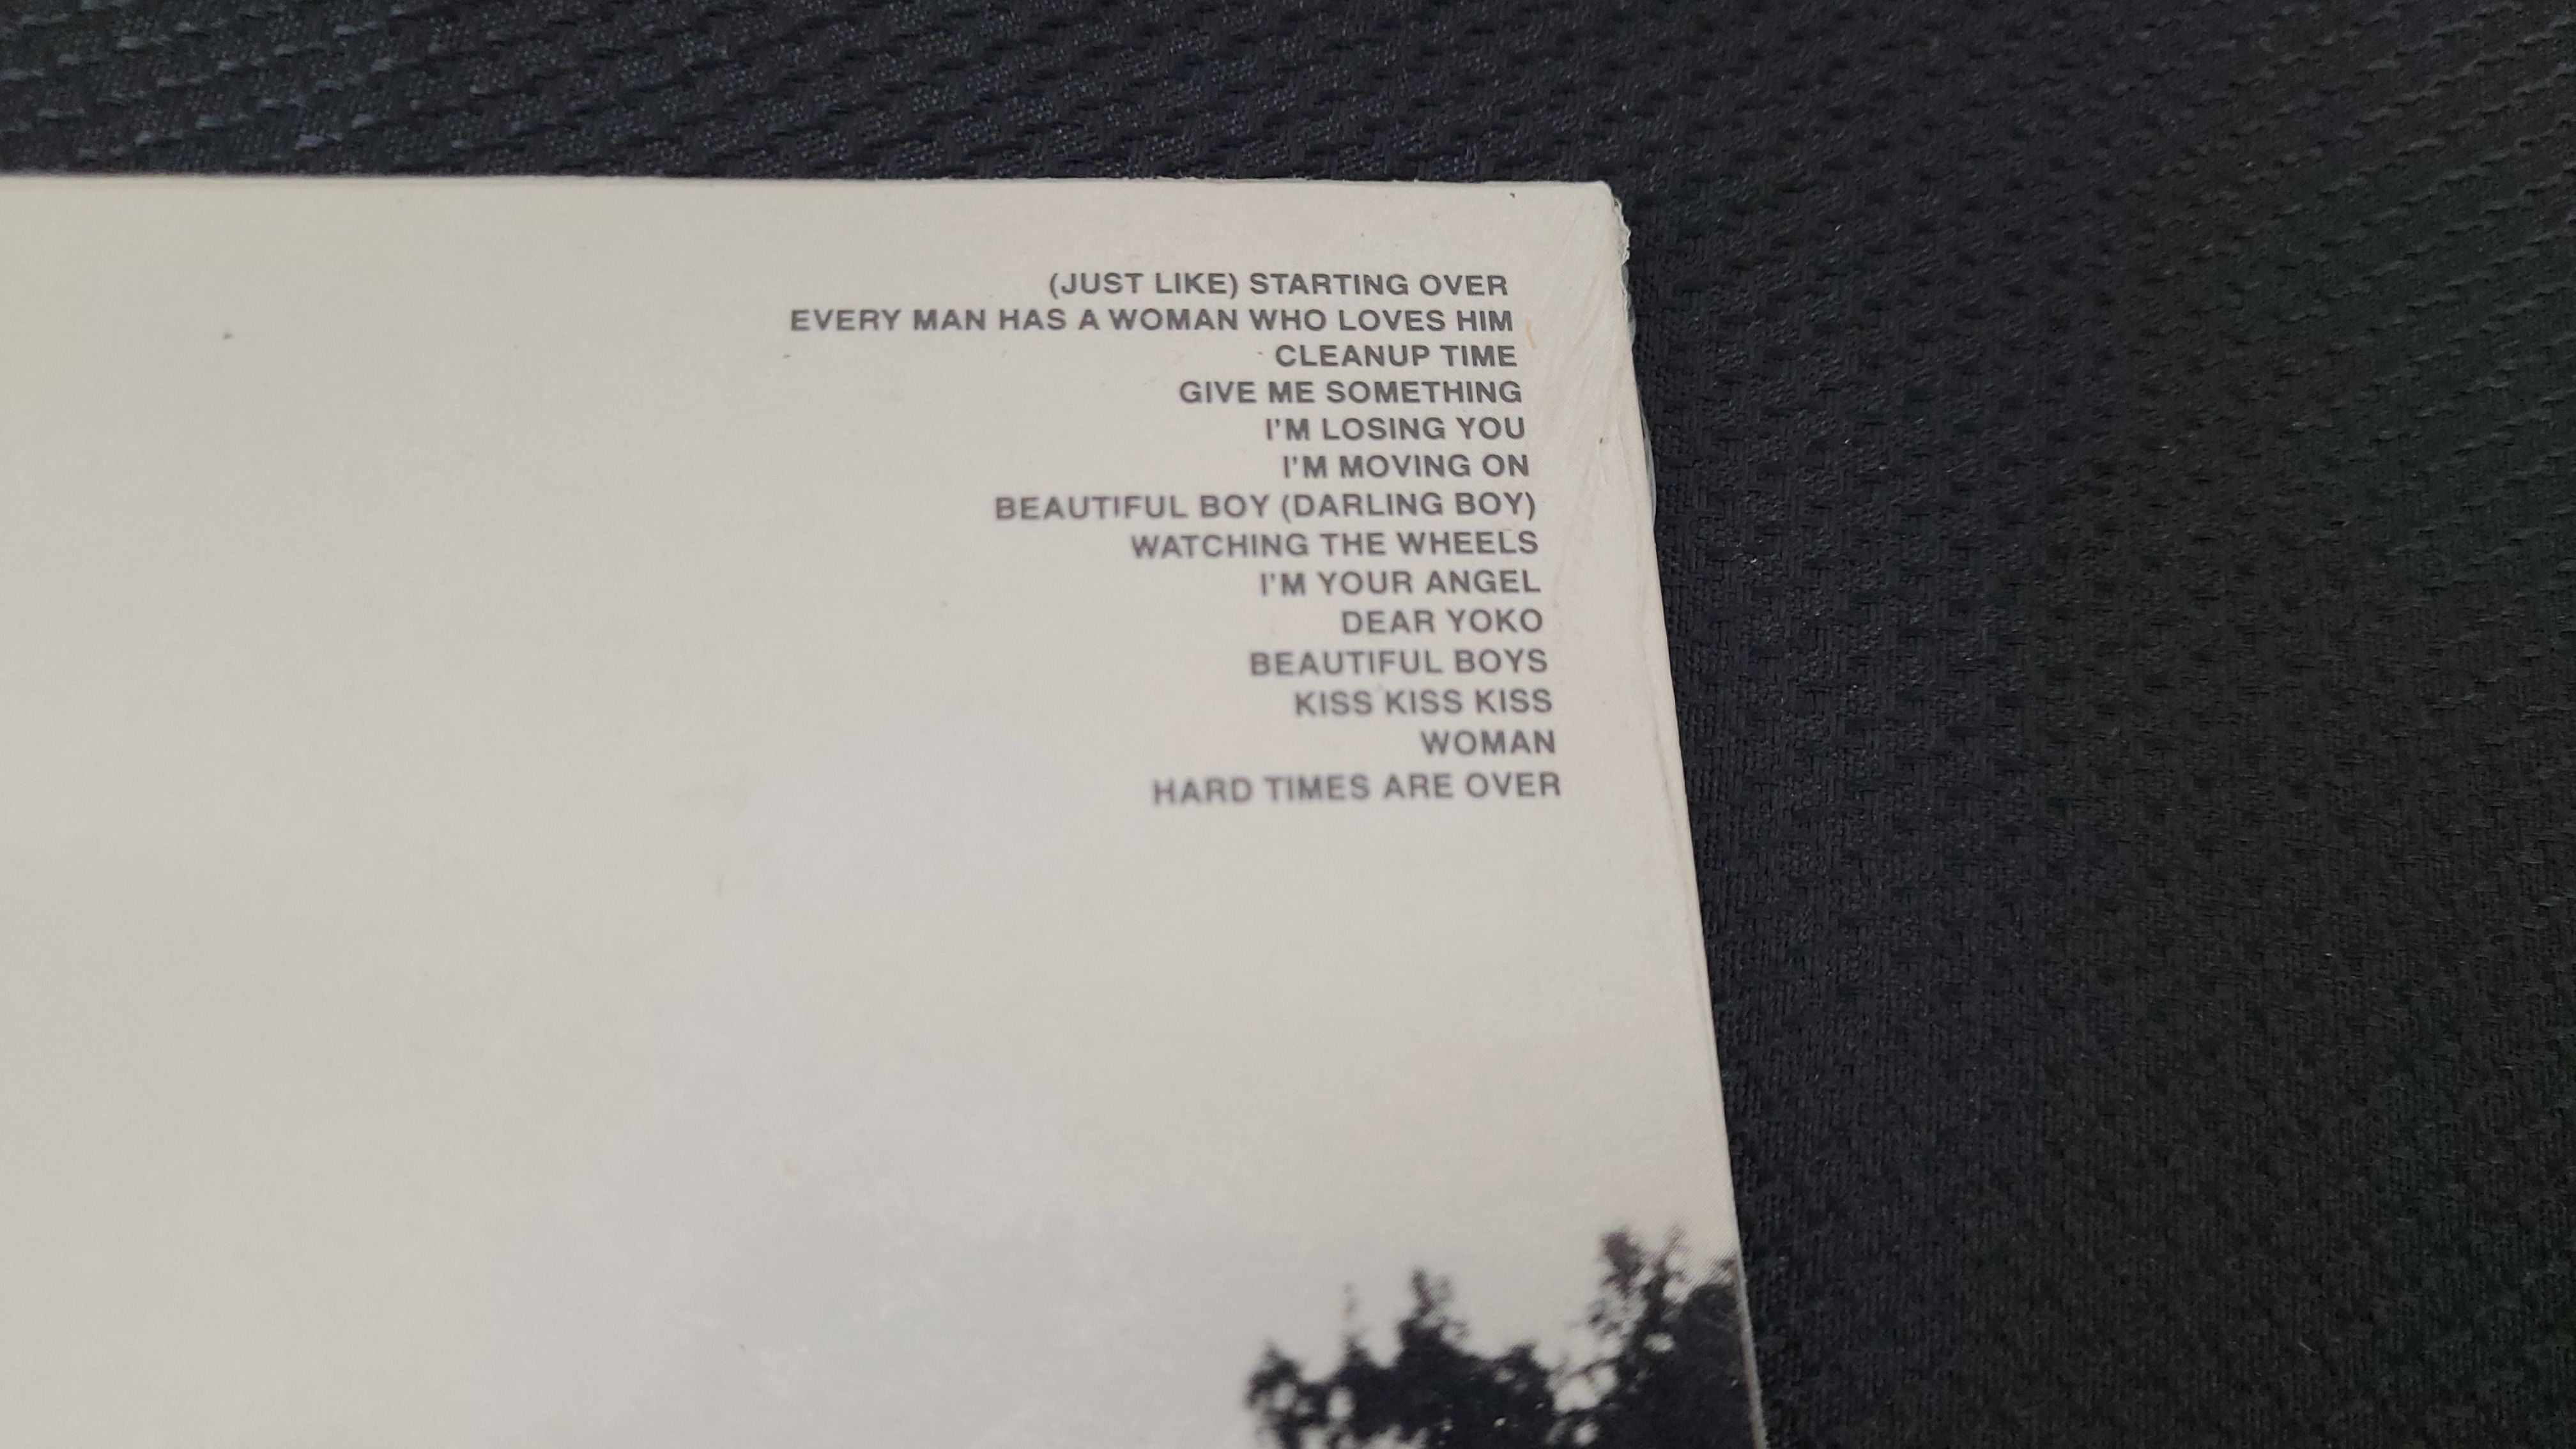 (JUST LIKE) STARTING OVER
EVERY MAN HAS A WOMAN WHO LOVES HIM
CLEANUP TIME
GIVE ME SOMETHING
I'M LOSING YOU
I'M MOVING ON
BEAUTIFUL BOY (DARLING BOY)
WATCHING THE WHEELS
I'M YOUR ANGEL
DEAR YOKO
BEAUTIFUL BOYS
KISS KISS KISS
WOMAN
HARD TIMES ARE OVER